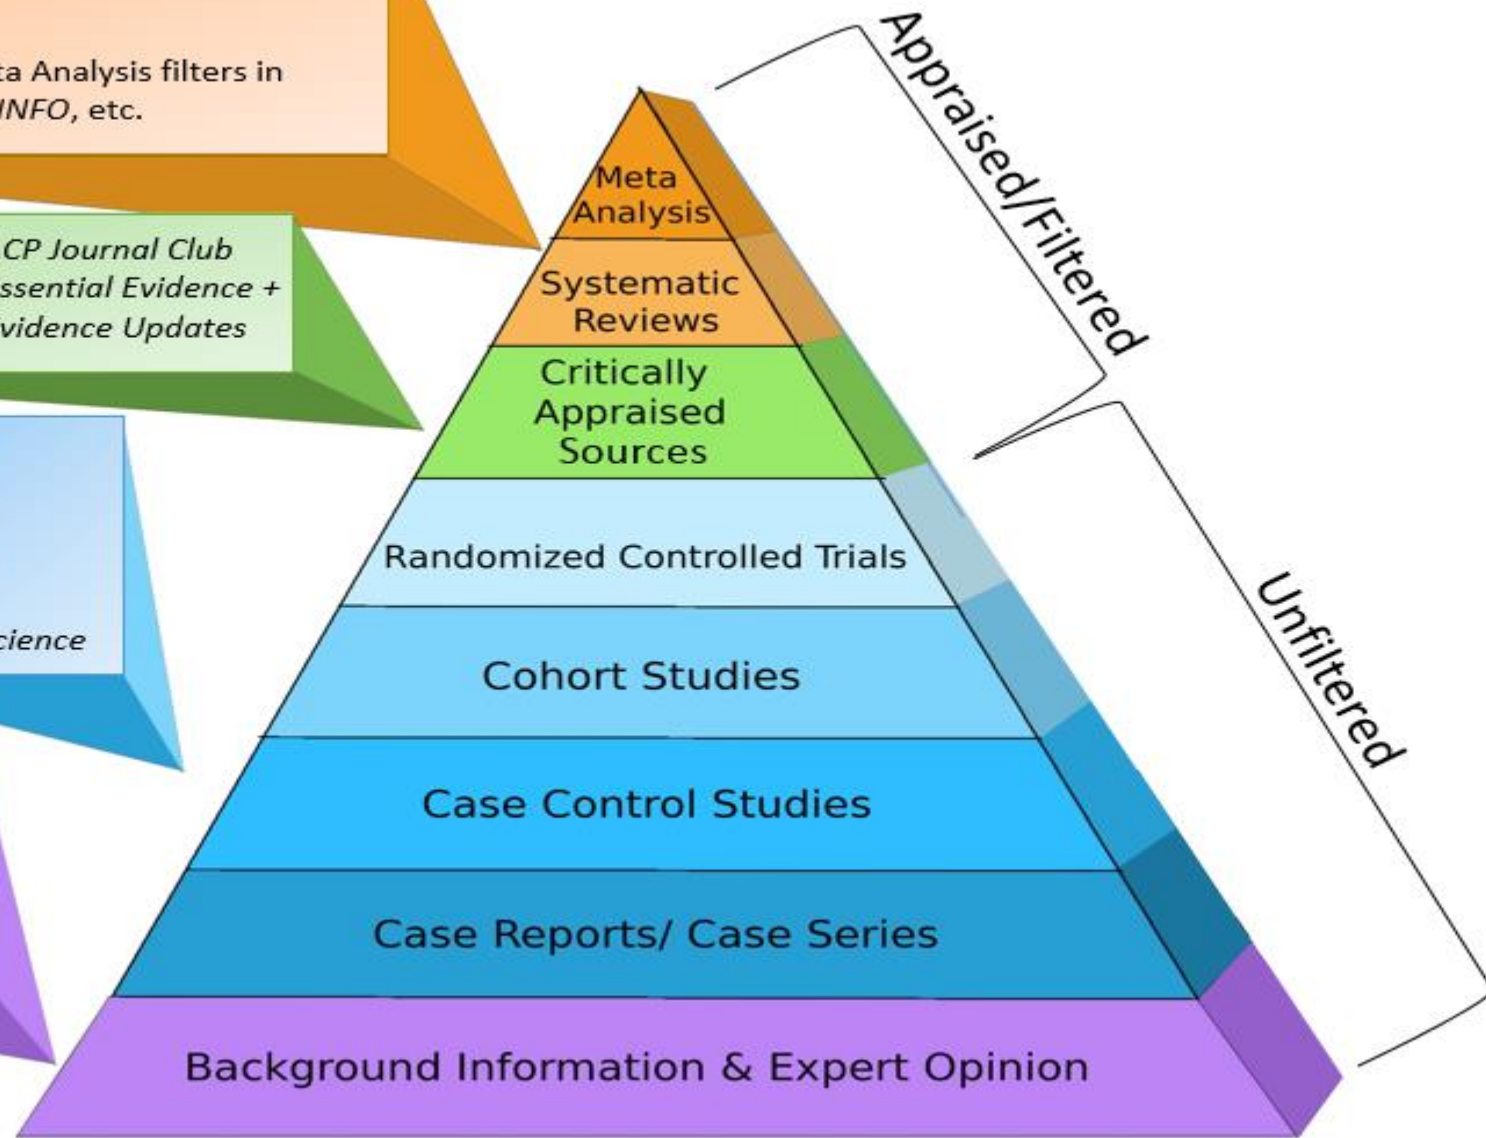 ta Analysis filters in
INFO, etc.
CP Journal Club
ssential Evidence +
vidence Updates
cience
Meta
Analysis
Systematic
Reviews
Critically
Appraised
Sources
Randomized Controlled Trials
Cohort Studies
Case Control Studies
Case Reports/ Case Series
Background Information & Expert Opinion
Appraised/Filtered
Unfiltered